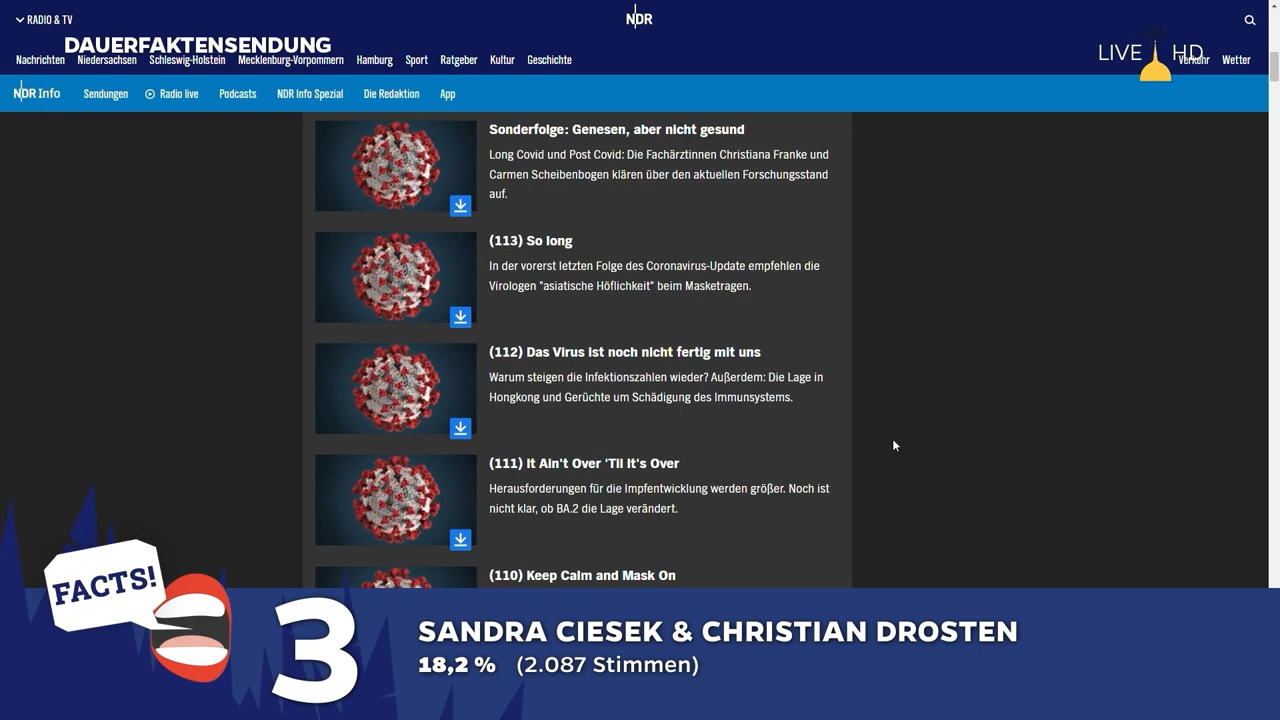 RADIO & TV
NDR
DAUERFAKTENSENDUNG
LIVE HD
Nachrichten Niedersachsen Schleswig-Holstein Mecklenburg-Vorpommern Hamburg Sport Ratgeber Kultur Geschichte Verkehr Wetter
NDR Info Sendungen Radio live Podcasts NDR Info Spezial Die Redaktion App
Sonderfolge: Genesen, aber nicht gesund
Long Covid und Post Covid: Die Fachärztinnen Christiana Franke und
Carmen Scheibenbogen klären über den aktuellen Forschungsstand
auf.
(113) So long
In der vorerst letzten Folge des Coronavirus-Update empfehlen die
Virologen "asiatische Höflichkeit" beim Masketragen.
(112) Das Virus ist noch nicht fertig mit uns
Warum steigen die Infektionszahlen wieder? Außerdem: Die Lage in
Hongkong und Gerüchte um Schädigung des Immunsystems.
(111) It Ain't Over 'Til It's Over
Herausforderungen für die Impfentwicklung werden größer. Noch ist
nicht klar, ob BA.2 die Lage verändert.
(110) Keep Calm and Mask On
FACTS!
3
SANDRA CIESEK & CHRISTIAN DROSTEN
18,2 % (2.087 Stimmen)